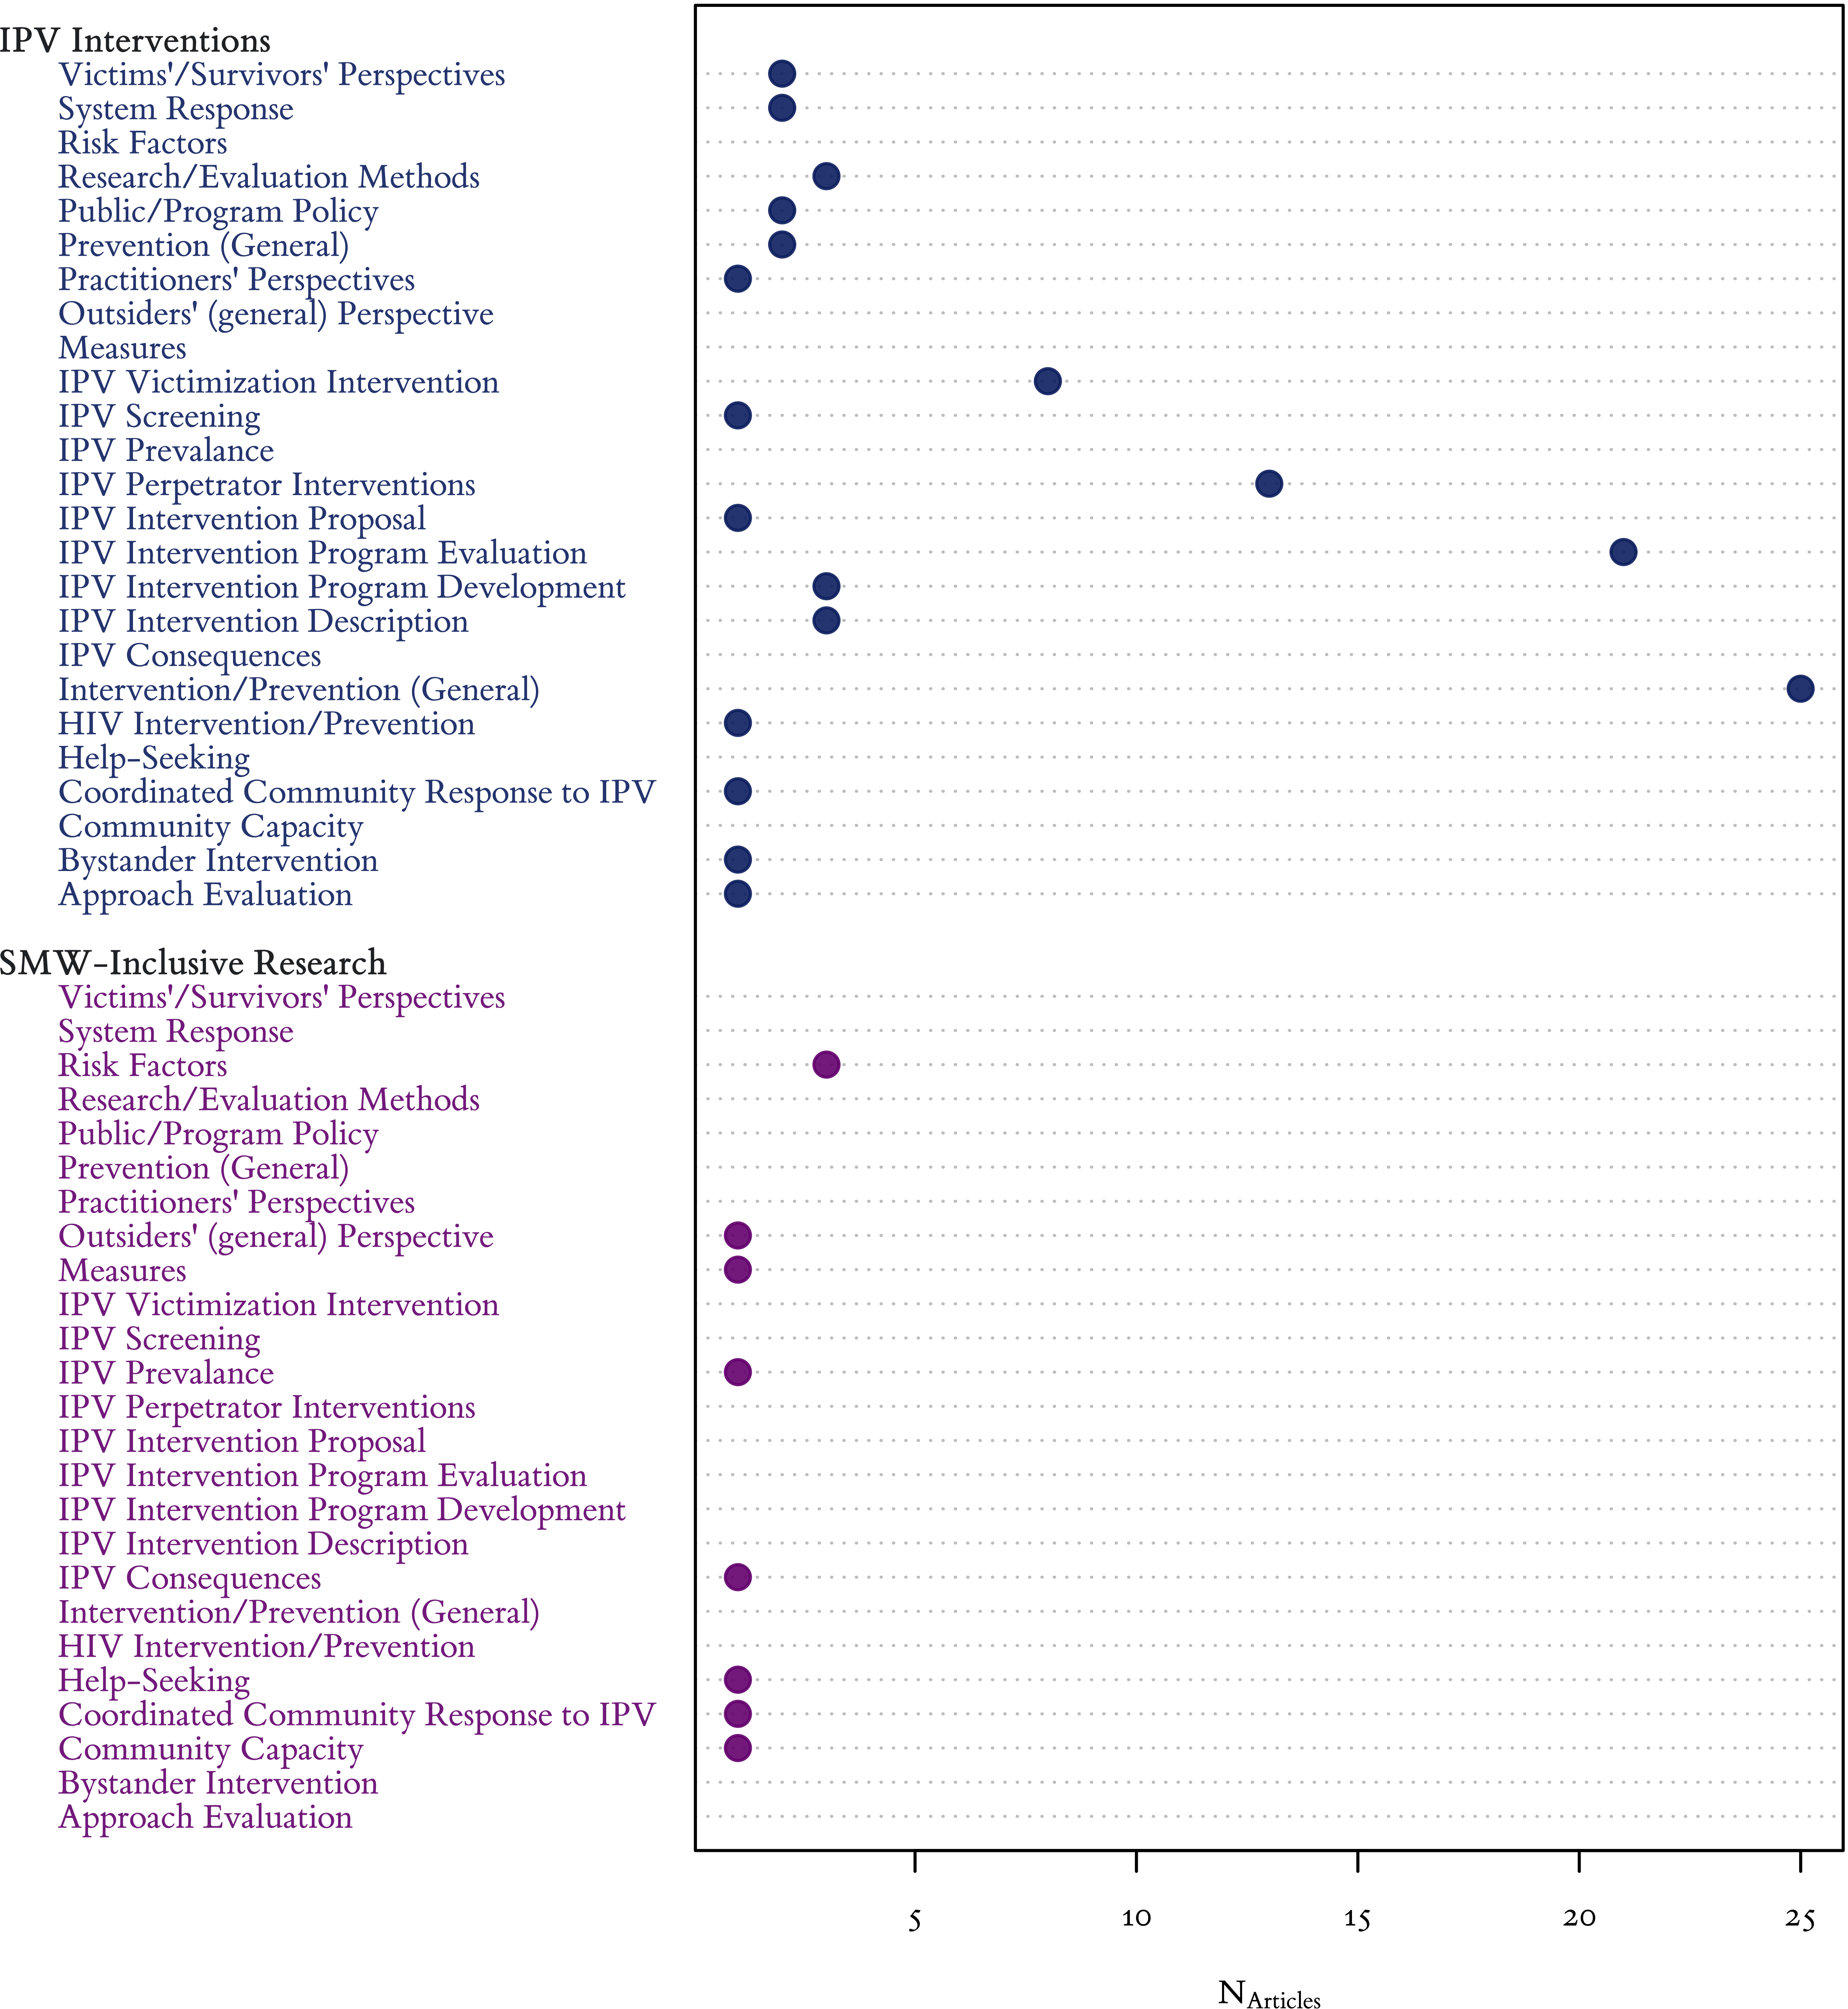 IPV Interventions
Victims'/Survivors' Perspectives
System Response
Risk Factors
Research/Evaluation Methods
Public/Program Policy
Prevention (General)
Practitioners' Perspectives
Outsiders' (general) Perspective
Measures
IPV Victimization Intervention
IPV Screening
IPV Prevalance
IPV Perpetrator Interventions
IPV Intervention Proposal
IPV Intervention Program Evaluation
IPV Intervention Program Development
IPV Intervention Description
IPV Consequences
Intervention/Prevention (General)
HIV Intervention/Prevention
Help-Seeking
Coordinated Community Response to IPV
Community Capacity
Bystander Intervention
Approach Evaluation
SMW-Inclusive Research
Victims'/Survivors' Perspectives
System Response
Risk Factors
Research/Evaluation Methods
Public/Program Policy
Prevention (General)
Practitioners' Perspectives
Outsiders' (general) Perspective
Measures
IPV Victimization Intervention
IPV Screening
IPV Prevalance
IPV Perpetrator Interventions
IPV Intervention Proposal
IPV Intervention Program Evaluation
IPV Intervention Program Development
IPV Intervention Description
IPV Consequences
Intervention/Prevention (General)
HIV Intervention/Prevention
Help-Seeking
Coordinated Community Response to IPV
Community Capacity
Bystander Intervention
Approach Evaluation
5 10 15 20 25
N Articles